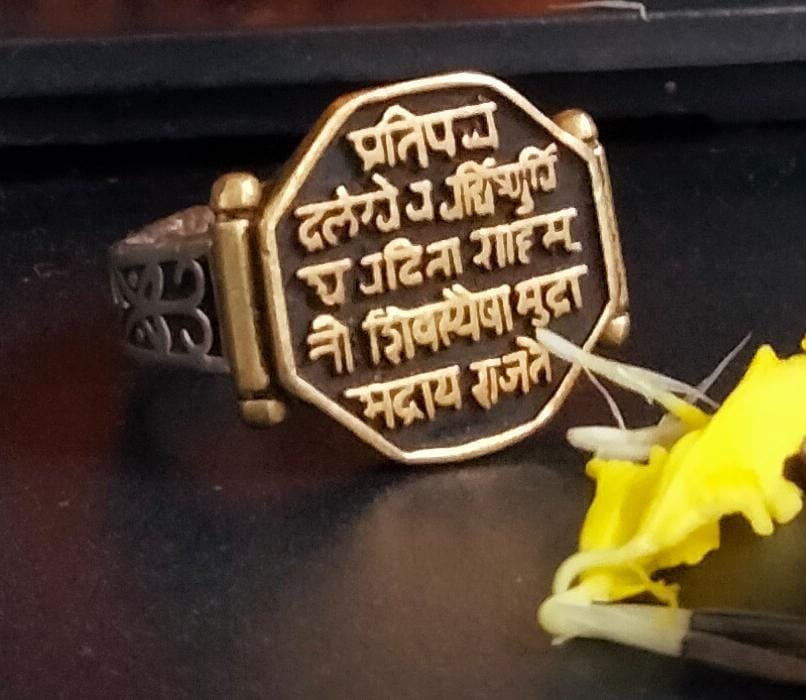 प्रतिपच्च
द्रलेखेव वर्धिष्णुर्वि
श्व वंदिता शाहसू
नोः शिवस्यैषा मुद्रा
भद्राय राजते